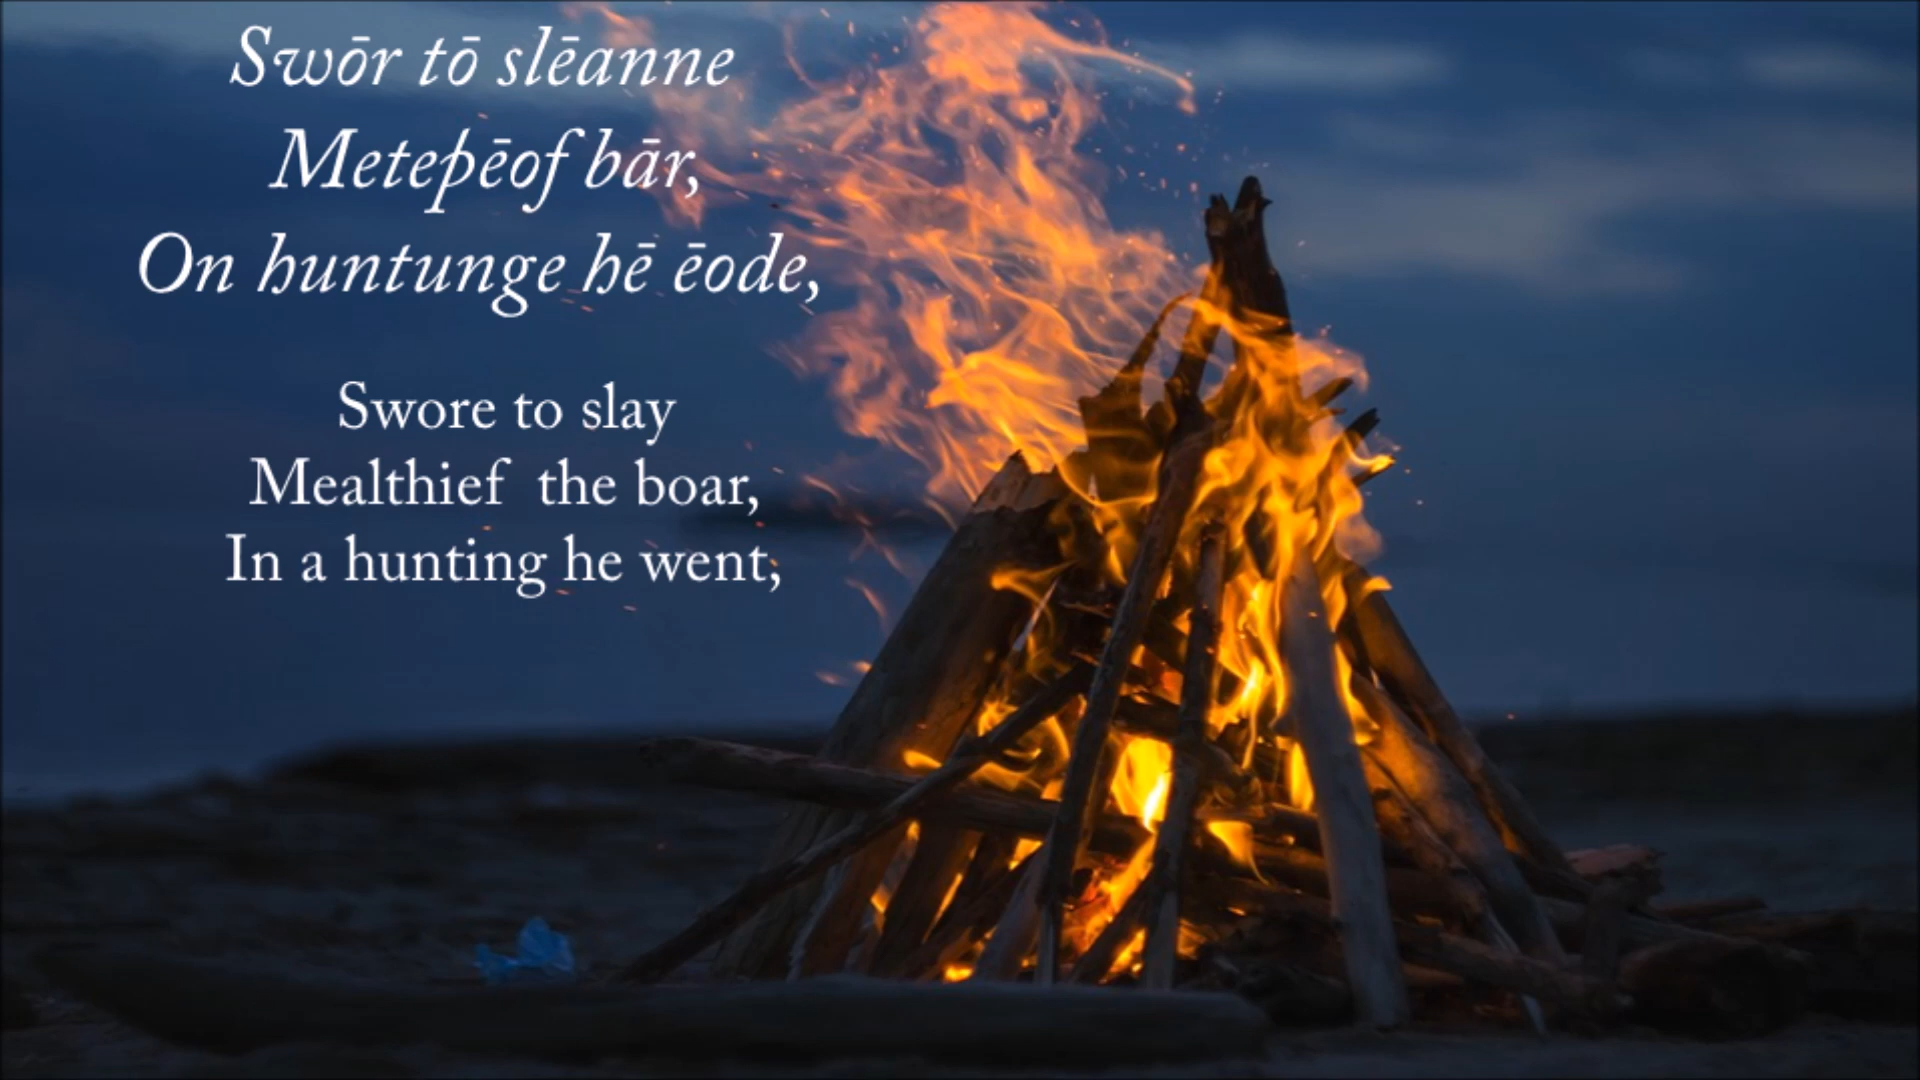 Swōr tō slēanne
Meteþēof bār,
On huntunge hē ēode,
Swore to slay
Mealthief the boar,
In a hunting he went;